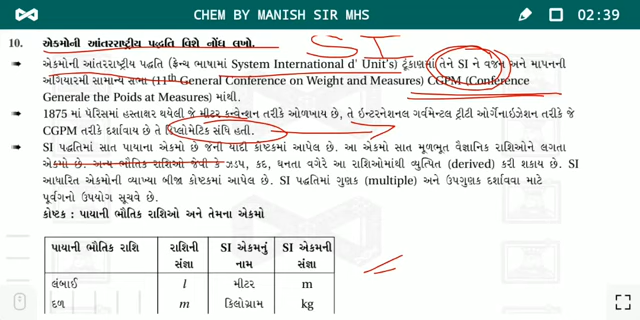 CHEM BY MANISH SIR MHS
02:39
SI
10. એકમોની આંતરરાષ્ટ્રીય પદ્ધતિ વિશે નોંધ લખો.
એકમોની આંતરરાષ્ટ્રીય પદ્ધતિ (ફ્રેન્ચ ભાષામાં System International d' Unit's) ટૂંકાણમાં તેને SI ને વજન અને માપનની
અગિયારમી સામાન્ય સભા (11th General Conference on Weight and Measures) CGPM (Conference
Generale the Poids at Measures) માંથી.
1875 માં પેરિસમાં હસ્તાક્ષર થયેલી જે મીટર કન્વેન્શન તરીકે ઓળખાય છે, તે ઇન્ટરનેશનલ ગર્વમેન્ટલ ટ્રીટી ઓર્ગેનાઇઝેશન તરીકે જે
CGPM તરીકે દર્શાવાય છે તે ડિપ્લોમેટિક સંધિ હતી.
SI પદ્ધતિમાં સાત પાયાના એકમો છે જની યાદી કોષ્ટકમાં આપેલ છે. આ એકમો સાત મૂળભૂત વૈજ્ઞાનિક રાશિઓને લગતા
એકમો છે. અન્ય ભૌતિક રાશિઓ જેવી કે ઝડપ, કદ, ઘનતા વગેરે આ રાશિઓમાંથી વ્યુત્પિત (derived) કરી શકાય છે. SI
આધારિત એકમોની વ્યાખ્યા બીજા કોષ્ટકમાં આપેલ છે. SI પદ્ધતિમાં ગુણક (multiple) અને ઉપગુણક દર્શાવવા માટે
પૂર્વગનો ઉપયોગ સૂચવે છે.
કોષ્ટક : પાયાની ભૌતિક રાશિઓ અને તેમના એકમો
પાયાની ભૌતિક રાશિ રાશિની સંજ્ઞા SI એકમનું નામ SI એકમની સંજ્ઞા
લંબાઈ l મીટર m
દળ m કિલોગ્રામ kg